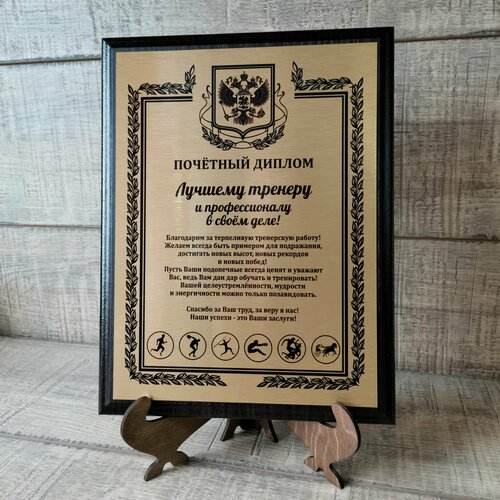 ПОЧЁТНЫЙ ДИПЛОМ
Лучшему тренеру
и профессионалу
в своём деле!
Благодарим за терпеливую тренерскую работу!
Желаем всегда быть примером для подражания,
достигать новых высот, новых рекордов
и новых побед!
Пусть Ваши подопечные всегда ценят и уважают
Вас, ведь Вам дан дар обучать и тренировать!
Вашей целеустремлённости, мудрости
и энергичности можно только позавидовать.
Спасибо за Ваш труд, за веру в нас!
Наши успехи - это Ваши заслуги!